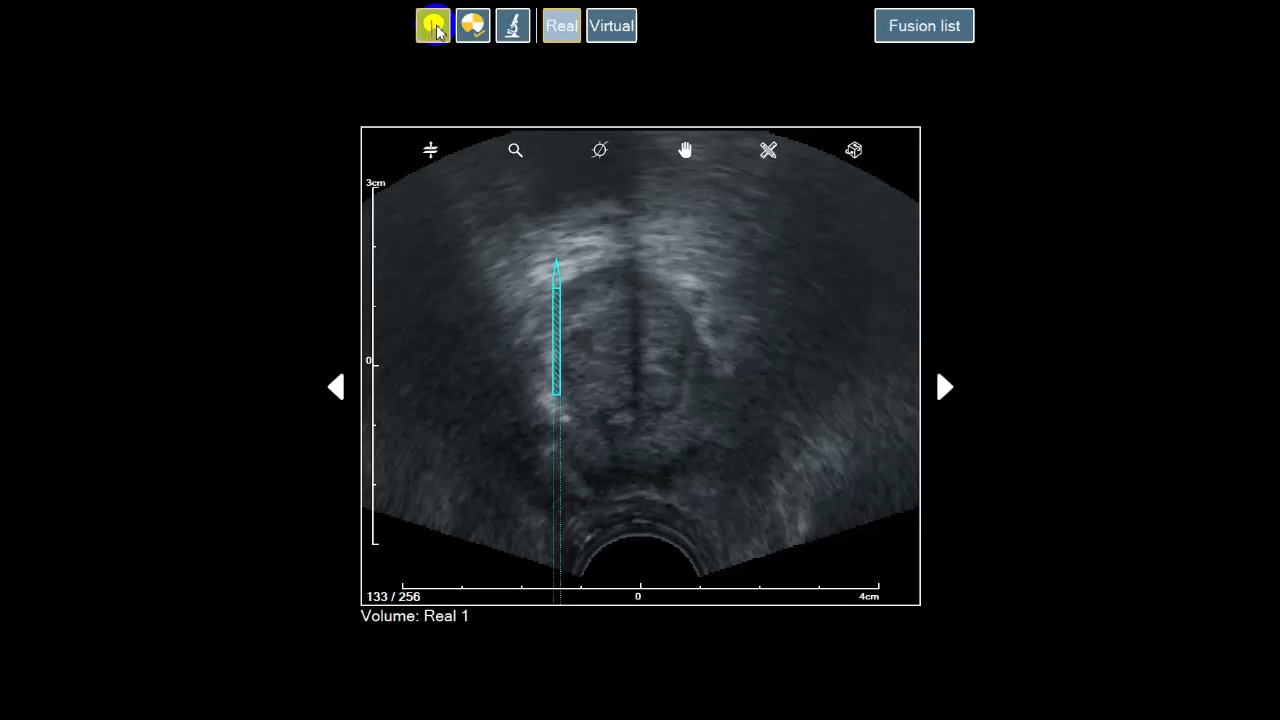 Real
Virtual
Fusion list
3cm
0
133 / 256
0
4cm
Volume: Real 1